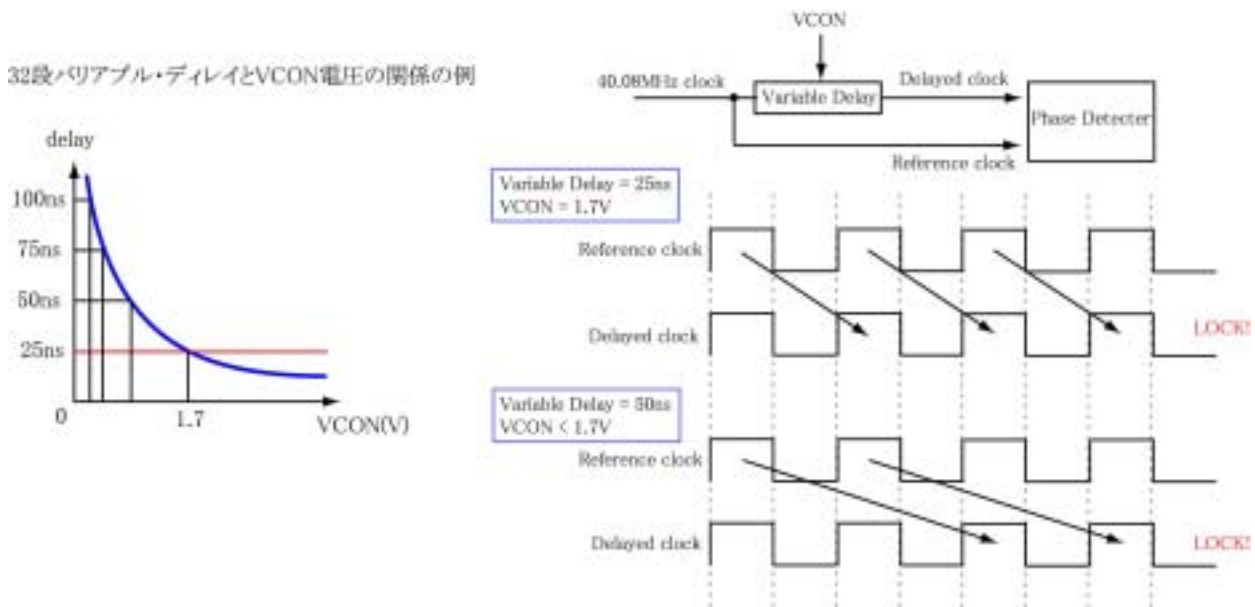 32段バリアブル・ディレイとVCON電圧の関係の例
delay
100ns
75ns
50ns
25ns
0
1.7
VCON(V)
VCON
40.08MHz clock
Variable Delay
Delayed clock
Phase Detecter
Reference clock
Variable Delay = 25ns
VCON = 1.7V
Reference clock
Delayed clock
LOCK!!
Variable Delay = 50ns
VCON < 1.7V
Reference clock
Delayed clock
LOCK!!